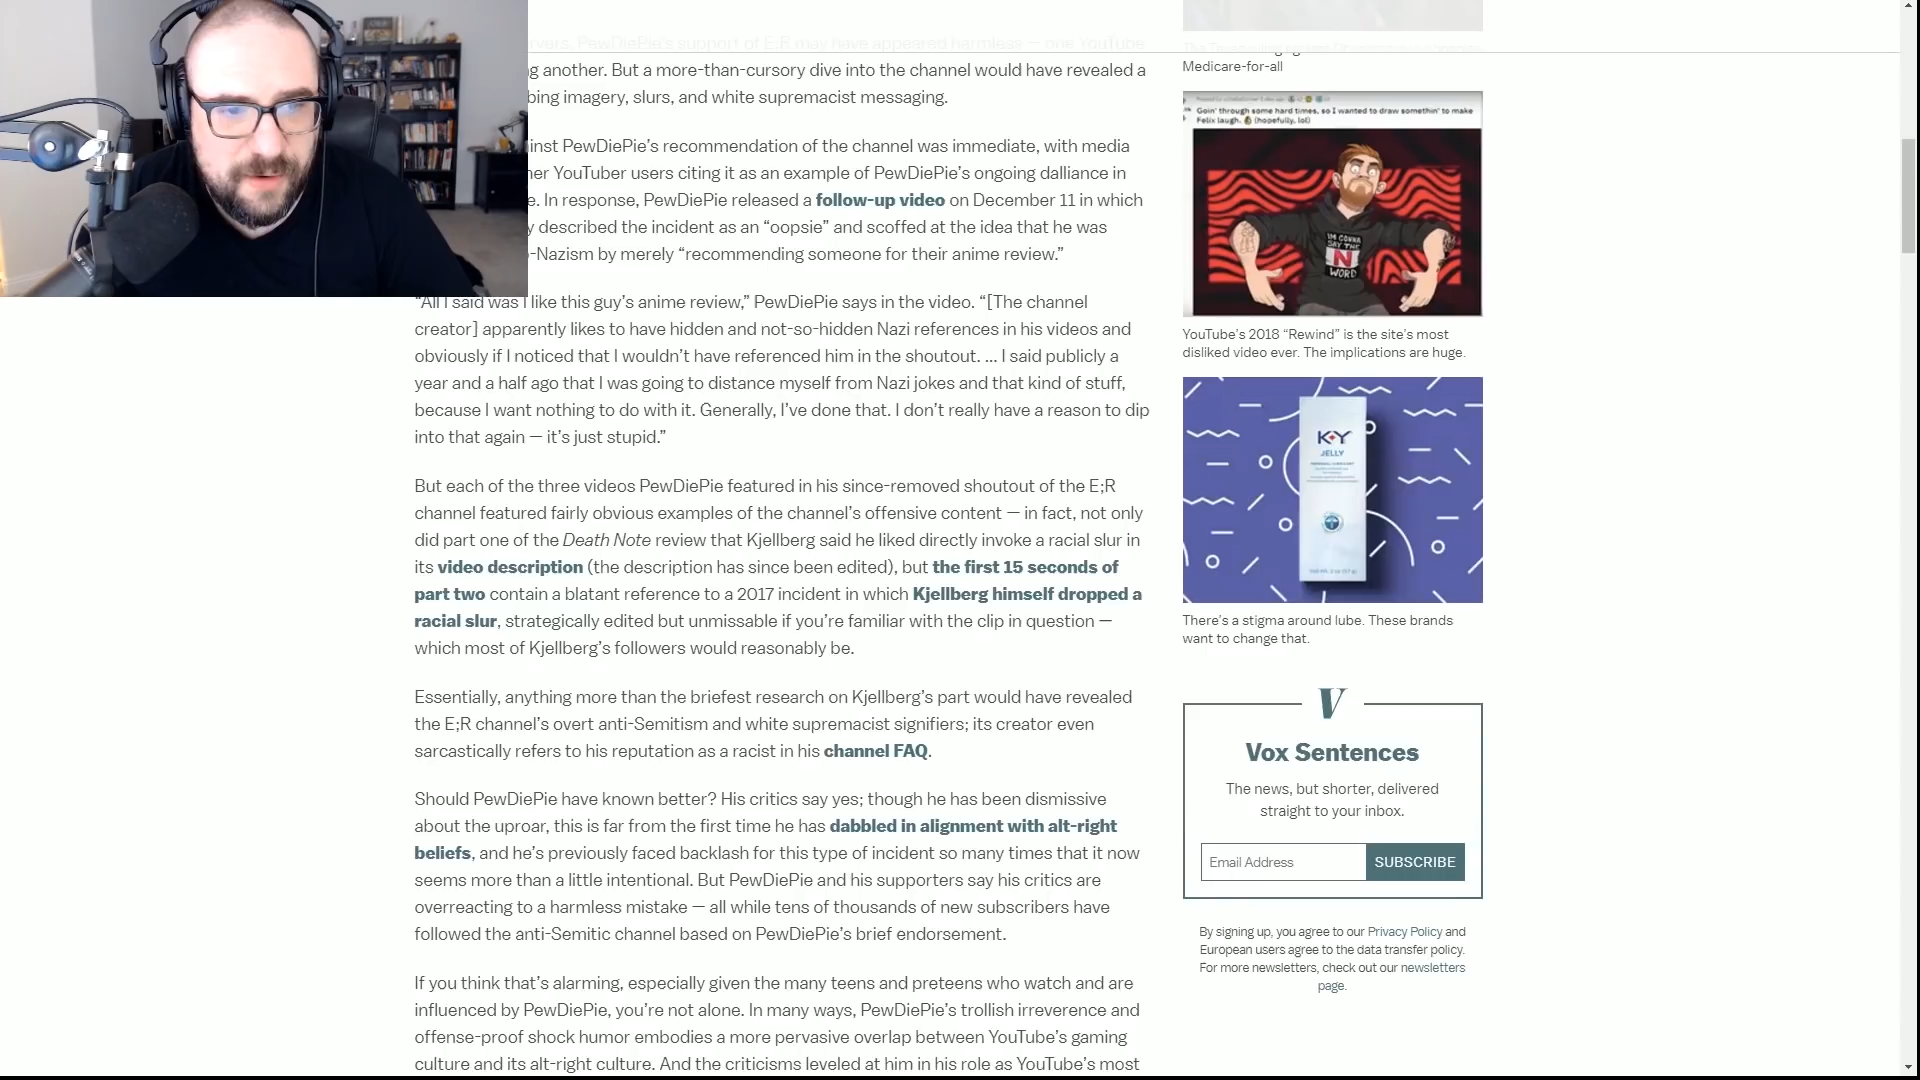 rvers, PewDiePie's support of E;R may have appeared harmless — one YouTube
g another. But a more-than-cursory dive into the channel would have revealed a
bing imagery, slurs, and white supremacist messaging.
inst PewDiePie's recommendation of the channel was immediate, with media
er YouTuber users citing it as an example of PewDiePie's ongoing dalliance in
e. In response, PewDiePie released a follow-up video on December 11 in which
y described the incident as an “oopsie” and scoffed at the idea that he was
-Nazism by merely “recommending someone for their anime review.”
“All I said was I like this guy's anime review,” PewDiePie says in the video. “[The channel
creator] apparently likes to have hidden and not-so-hidden Nazi references in his videos and
obviously if I noticed that I wouldn't have referenced him in the shoutout. ... I said publicly a
year and a half ago that I was going to distance myself from Nazi jokes and that kind of stuff,
because I want nothing to do with it. Generally, I've done that. I don't really have a reason to dip
into that again — it's just stupid.”
But each of the three videos PewDiePie featured in his since-removed shoutout of the E;R
channel featured fairly obvious examples of the channel's offensive content — in fact, not only
did part one of the Death Note review that Kjellberg said he liked directly invoke a racial slur in
its video description (the description has since been edited), but the first 15 seconds of
part two contain a blatant reference to a 2017 incident in which Kjellberg himself dropped a
racial slur, strategically edited but unmissable if you're familiar with the clip in question —
which most of Kjellberg's followers would reasonably be.
Essentially, anything more than the briefest research on Kjellberg's part would have revealed
the E;R channel's overt anti-Semitism and white supremacist signifiers; its creator even
sarcastically refers to his reputation as a racist in his channel FAQ.
Should PewDiePie have known better? His critics say yes; though he has been dismissive
about the uproar, this is far from the first time he has dabbled in alignment with alt-right
beliefs, and he's previously faced backlash for this type of incident so many times that it now
seems more than a little intentional. But PewDiePie and his supporters say his critics are
overreacting to a harmless mistake — all while tens of thousands of new subscribers have
followed the anti-Semitic channel based on PewDiePie's brief endorsement.
If you think that's alarming, especially given the many teens and preteens who watch and are
influenced by PewDiePie, you're not alone. In many ways, PewDiePie's trollish irreverence and
offense-proof shock humor embodies a more pervasive overlap between YouTube's gaming
culture and its alt-right culture. And the criticisms leveled at him in his role as YouTube's most
Medicare-for-all
Goin' through some hard times, so I wanted to draw somethin' to make
Felix laugh. (hopefully, lol)
IM GONNA
SAY THE
N
WORD
YouTube's 2018 “Rewind” is the site's most
disliked video ever. The implications are huge.
K-Y
JELLY
There's a stigma around lube. These brands
want to change that.
V
Vox Sentences
The news, but shorter, delivered
straight to your inbox.
Email Address
SUBSCRIBE
By signing up, you agree to our Privacy Policy and
European users agree to the data transfer policy.
For more newsletters, check out our newsletters
page.